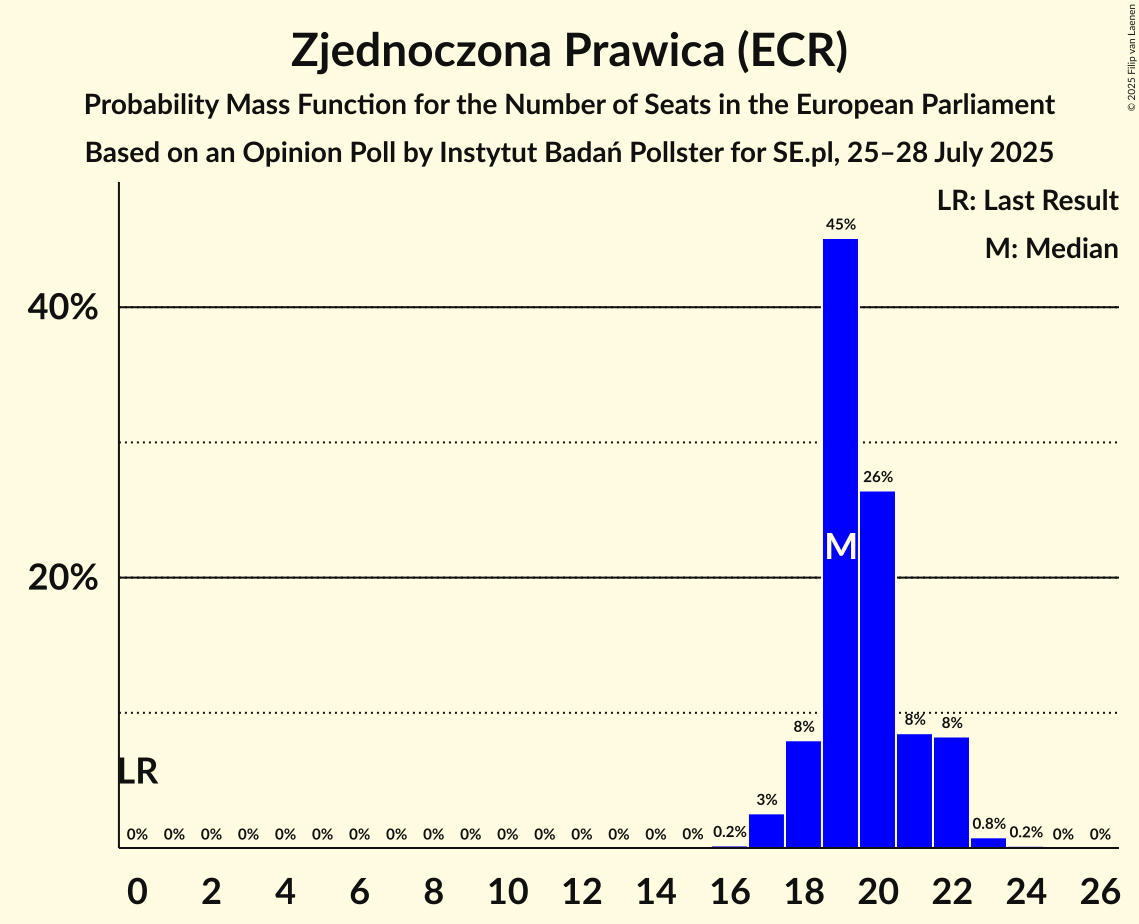 Zjednoczona Prawica (ECR)
Probability Mass Function for the Number of Seats in the European Parliament
Based on an Opinion Poll by Instytut Badań Pollster for SE.pl, 25–28 July 2025
© 2025 Filip van Laenen
LR: Last Result
M: Median
45%
40%
26%
M
20%
8%
8%
8%
LR
3%
0% 0% 0% 0% 0% 0% 0% 0% 0% 0% 0% 0% 0% 0% 0% 0% 0.2% 0.8% 0.2% 0% 0%
0 2 4 6 8 10 12 14 16 18 20 22 24 26